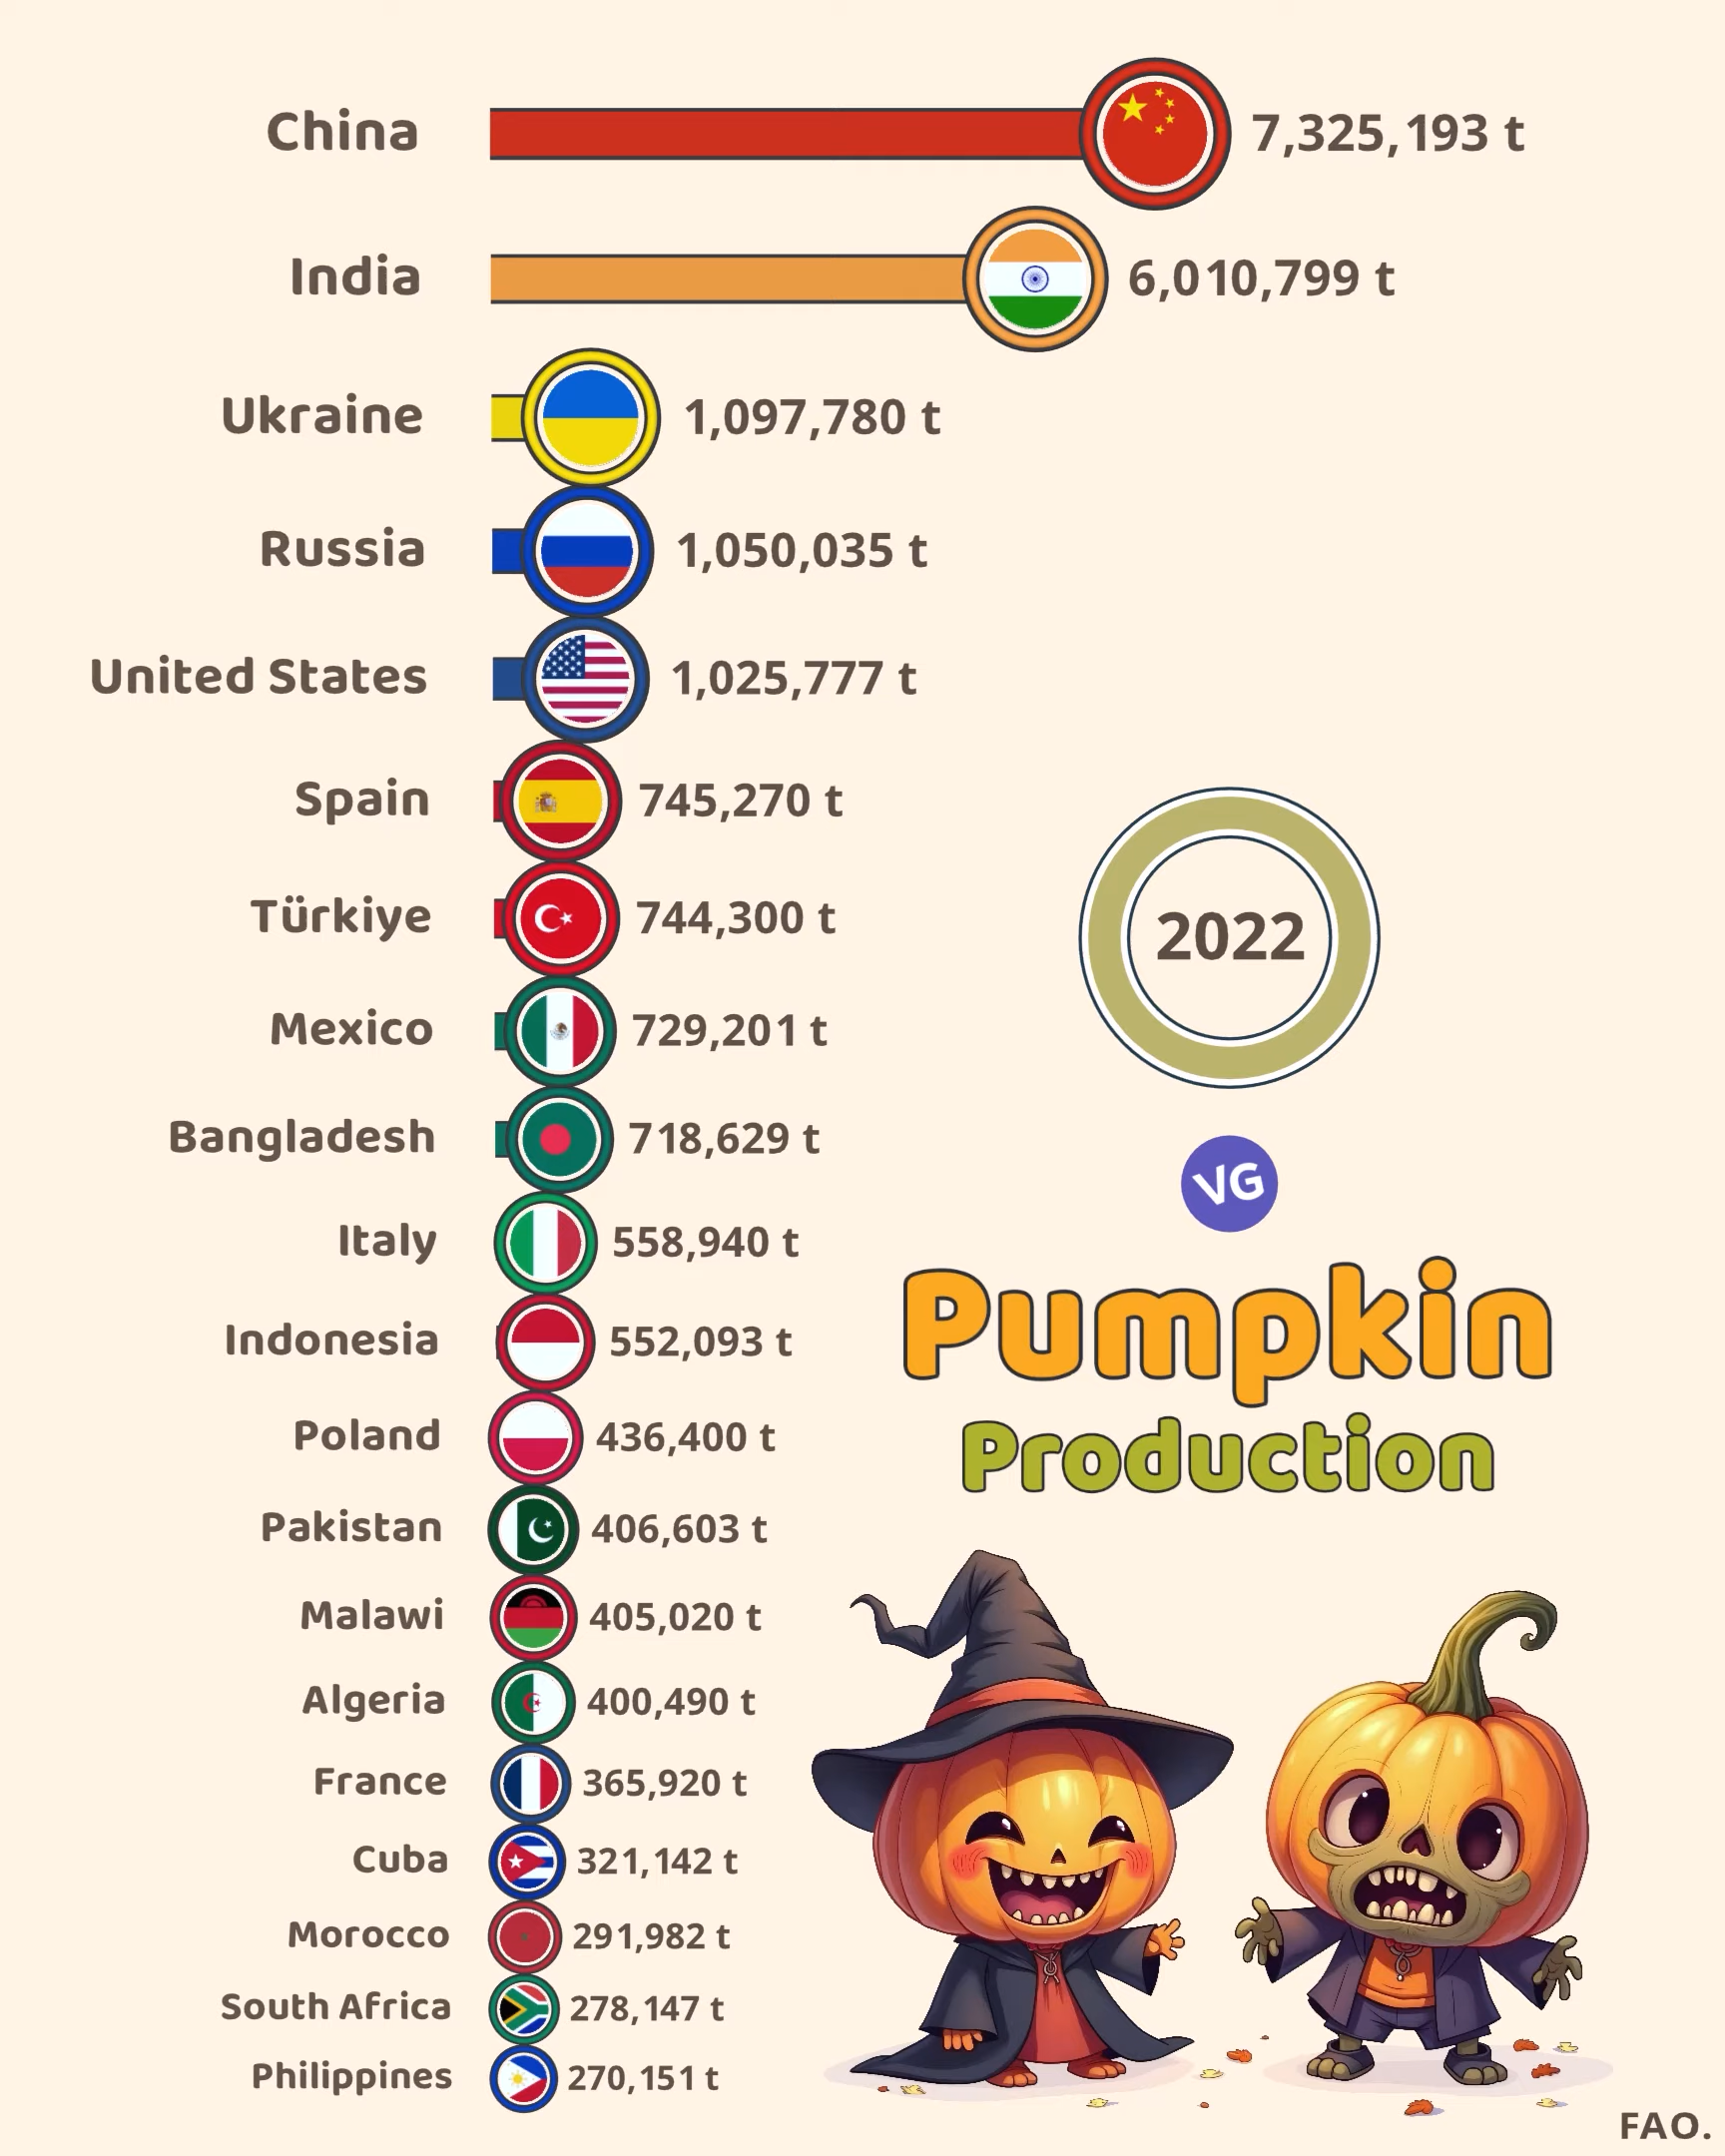 China 7,325,193 t
India 6,010,799 t
Ukraine 1,097,780 t
Russia 1,050,035 t
United States 1,025,777 t
Spain 745,270 t
Türkiye 744,300 t
Mexico 729,201 t
Bangladesh 718,629 t
Italy 558,940 t
Indonesia 552,093 t
Poland 436,400 t
Pakistan 406,603 t
Malawi 405,020 t
Algeria 400,490 t
France 365,920 t
Cuba 321,142 t
Morocco 291,982 t
South Africa 278,147 t
Philippines 270,151 t
2022
VG
Pumpkin
Production
FAO.